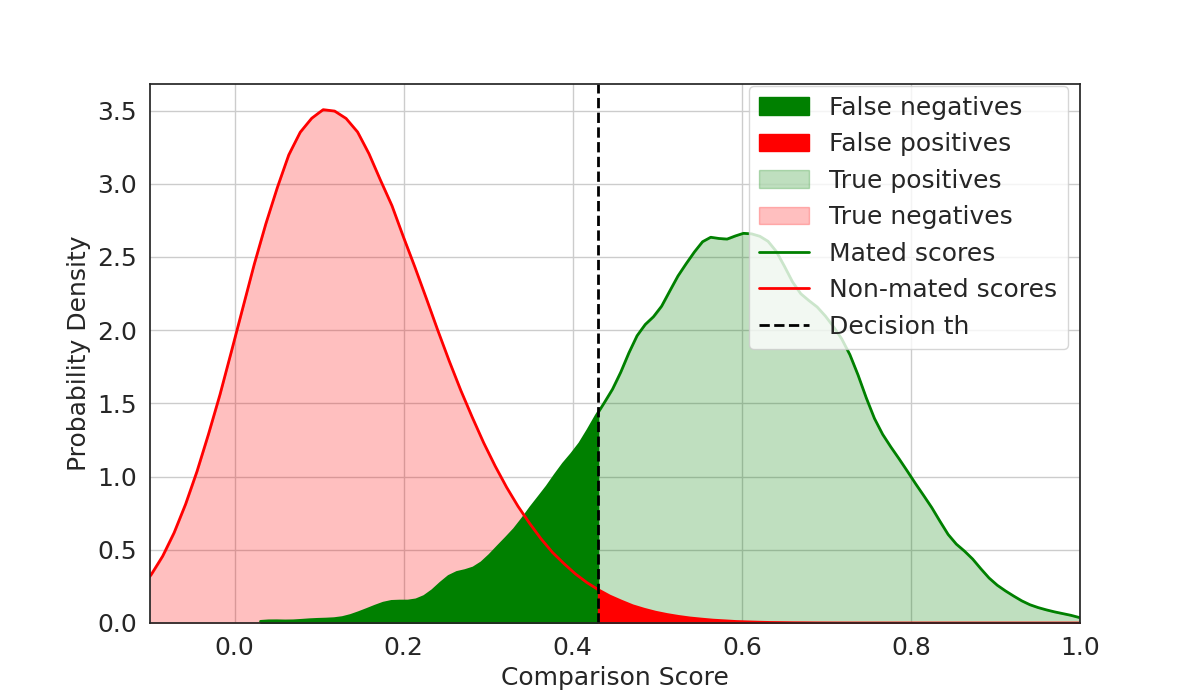 3.5
3.0
2.5
2.0
1.5
1.0
0.5
0.0
Probability Density
0.0 0.2 0.4 0.6 0.8 1.0
Comparison Score
False negatives
False positives
True positives
True negatives
Mated scores
Non-mated scores
Decision th